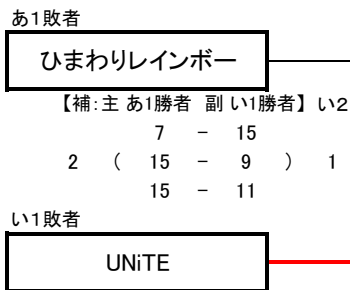 あ1敗者
ひまわりレインボー
【補:主 あ1勝者 副 い1勝者】 い2
7 － 15
2 ( 15 － 9 ) 1
15 － 11
い1敗者
UNiTE